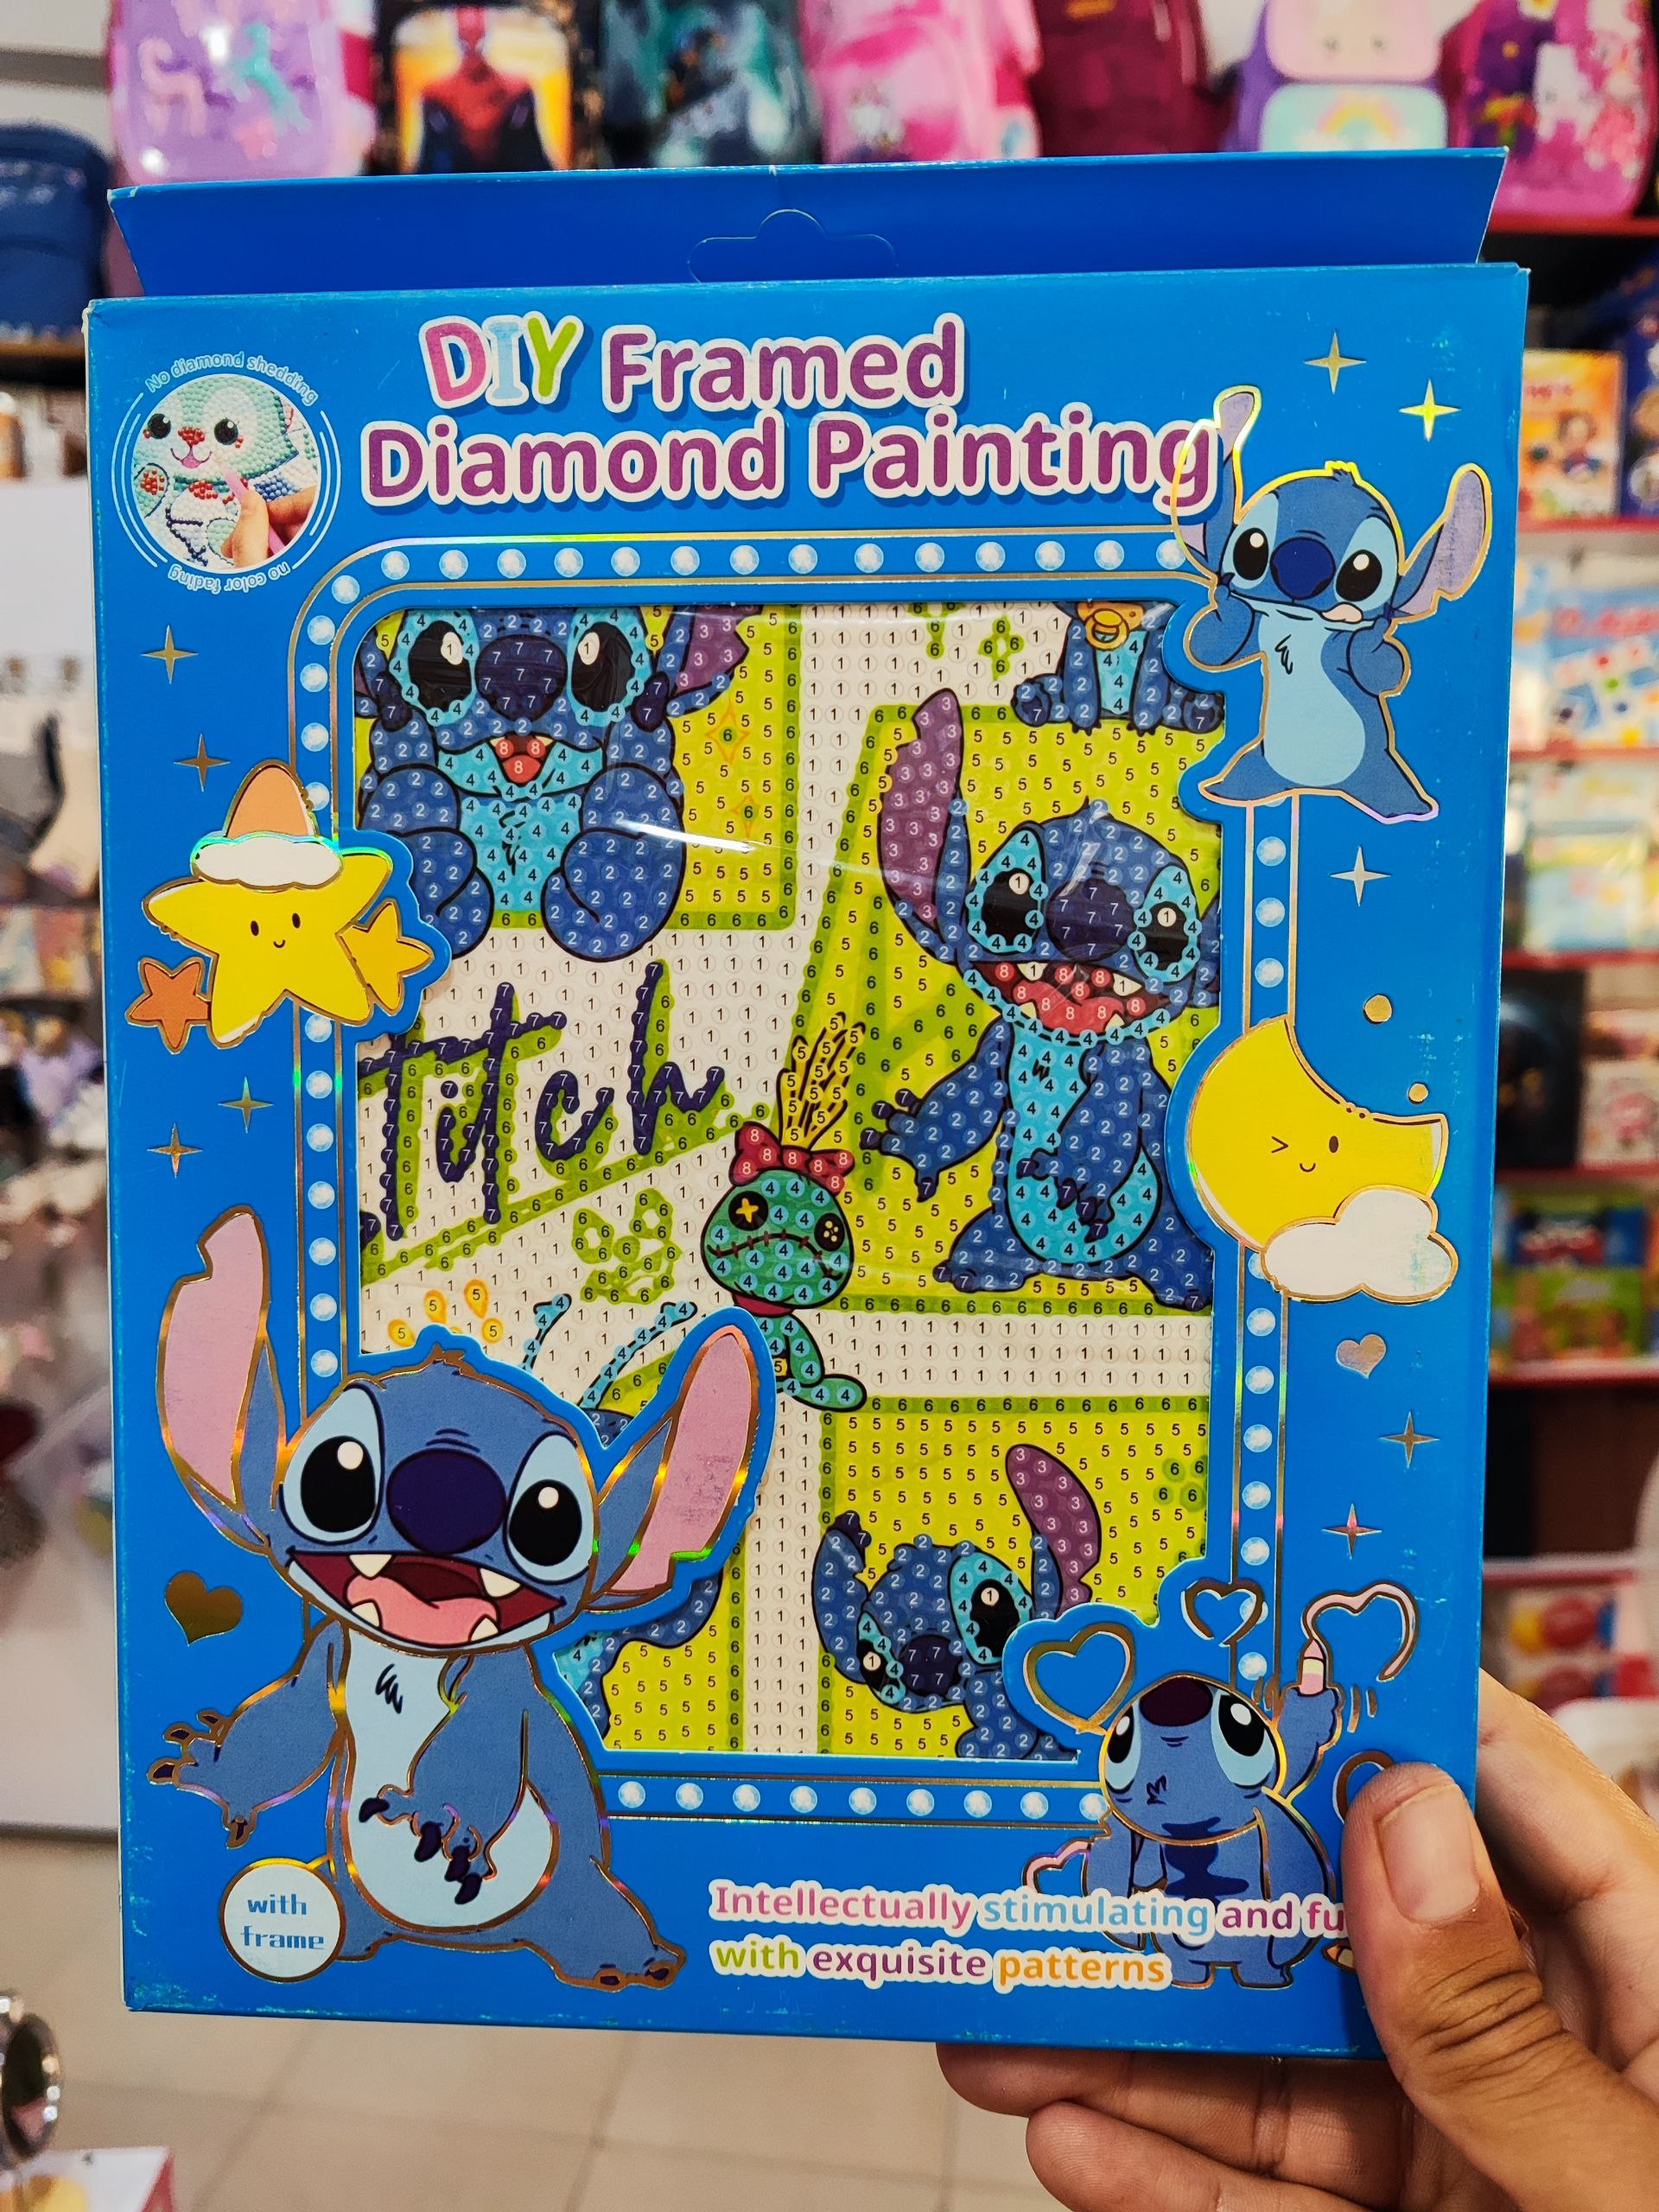 No diamond shedding
no color fading
DIY Framed
Diamond Painting
titch
with
frame
Intellectually stimulating and fu
with exquisite patterns